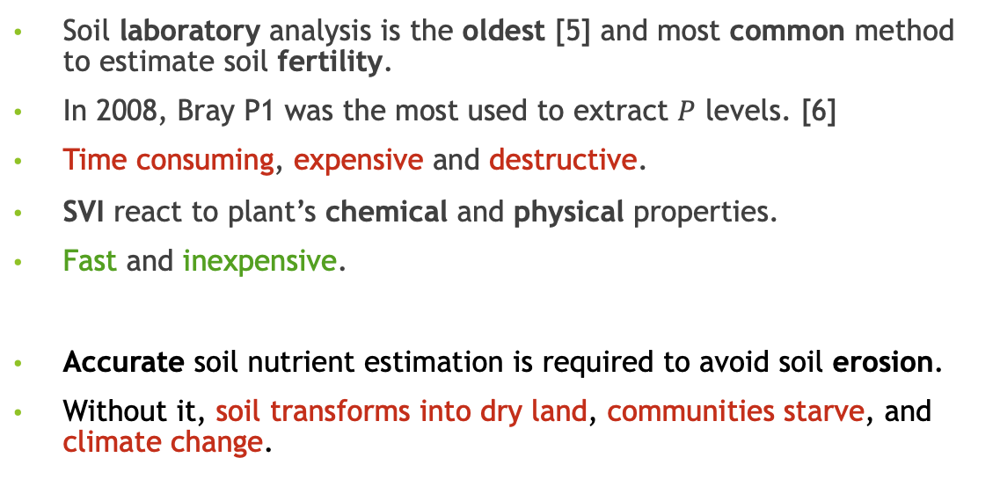 • Soil laboratory analysis is the oldest [5] and most common method
to estimate soil fertility.
• In 2008, Bray P1 was the most used to extract P levels. [6]
• Time consuming, expensive and destructive.
• SVI react to plant’s chemical and physical properties.
• Fast and inexpensive.
• Accurate soil nutrient estimation is required to avoid soil erosion.
• Without it, soil transforms into dry land, communities starve, and
climate change.